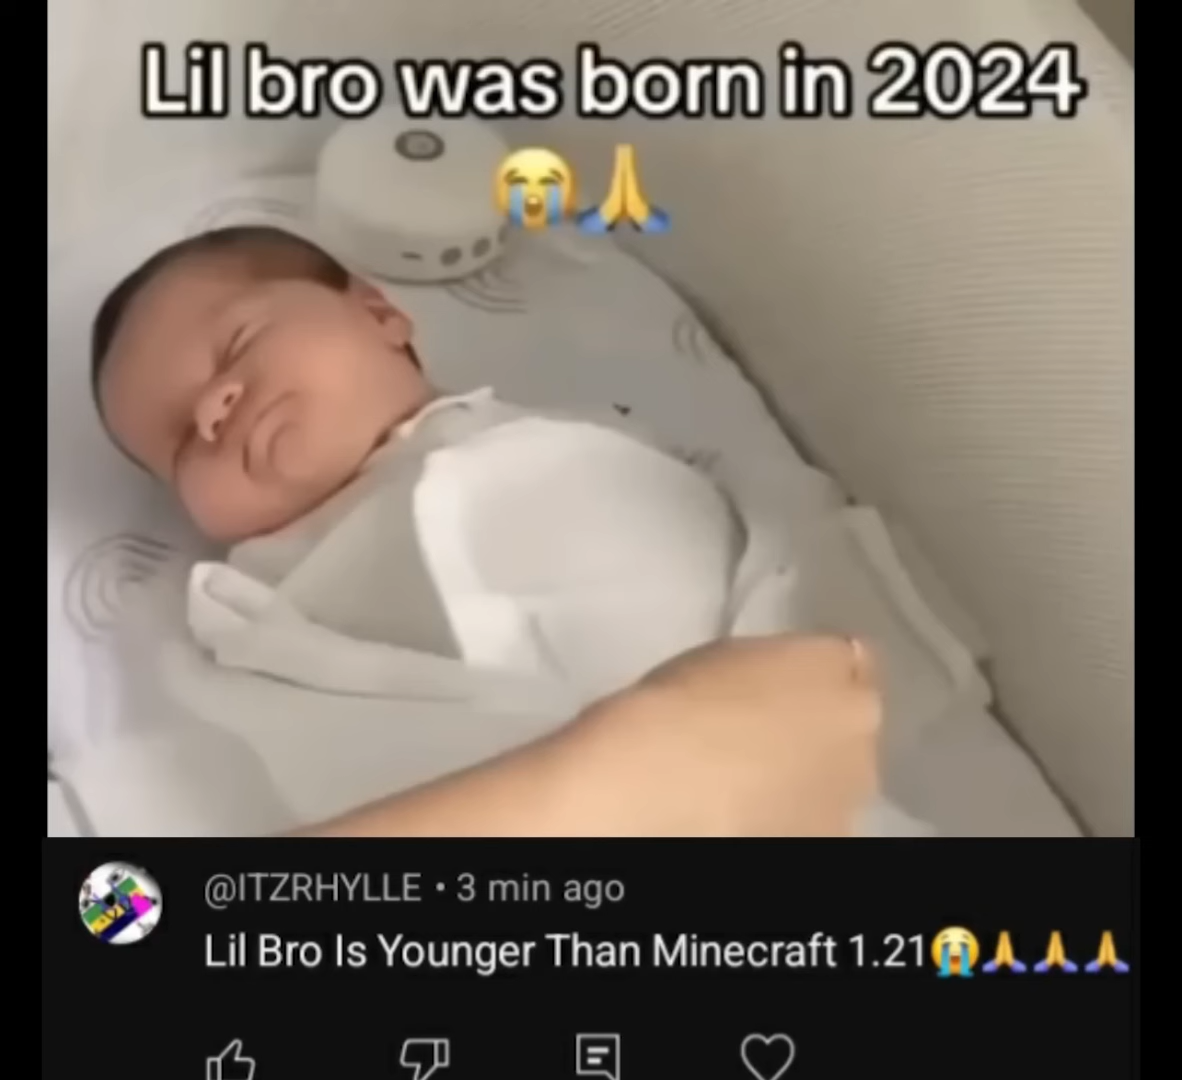 Lil bro was born in 2024
😭🙏
@ITZRHYLLE • 3 min ago
Lil Bro Is Younger Than Minecraft 1.21😭🙏🙏🙏